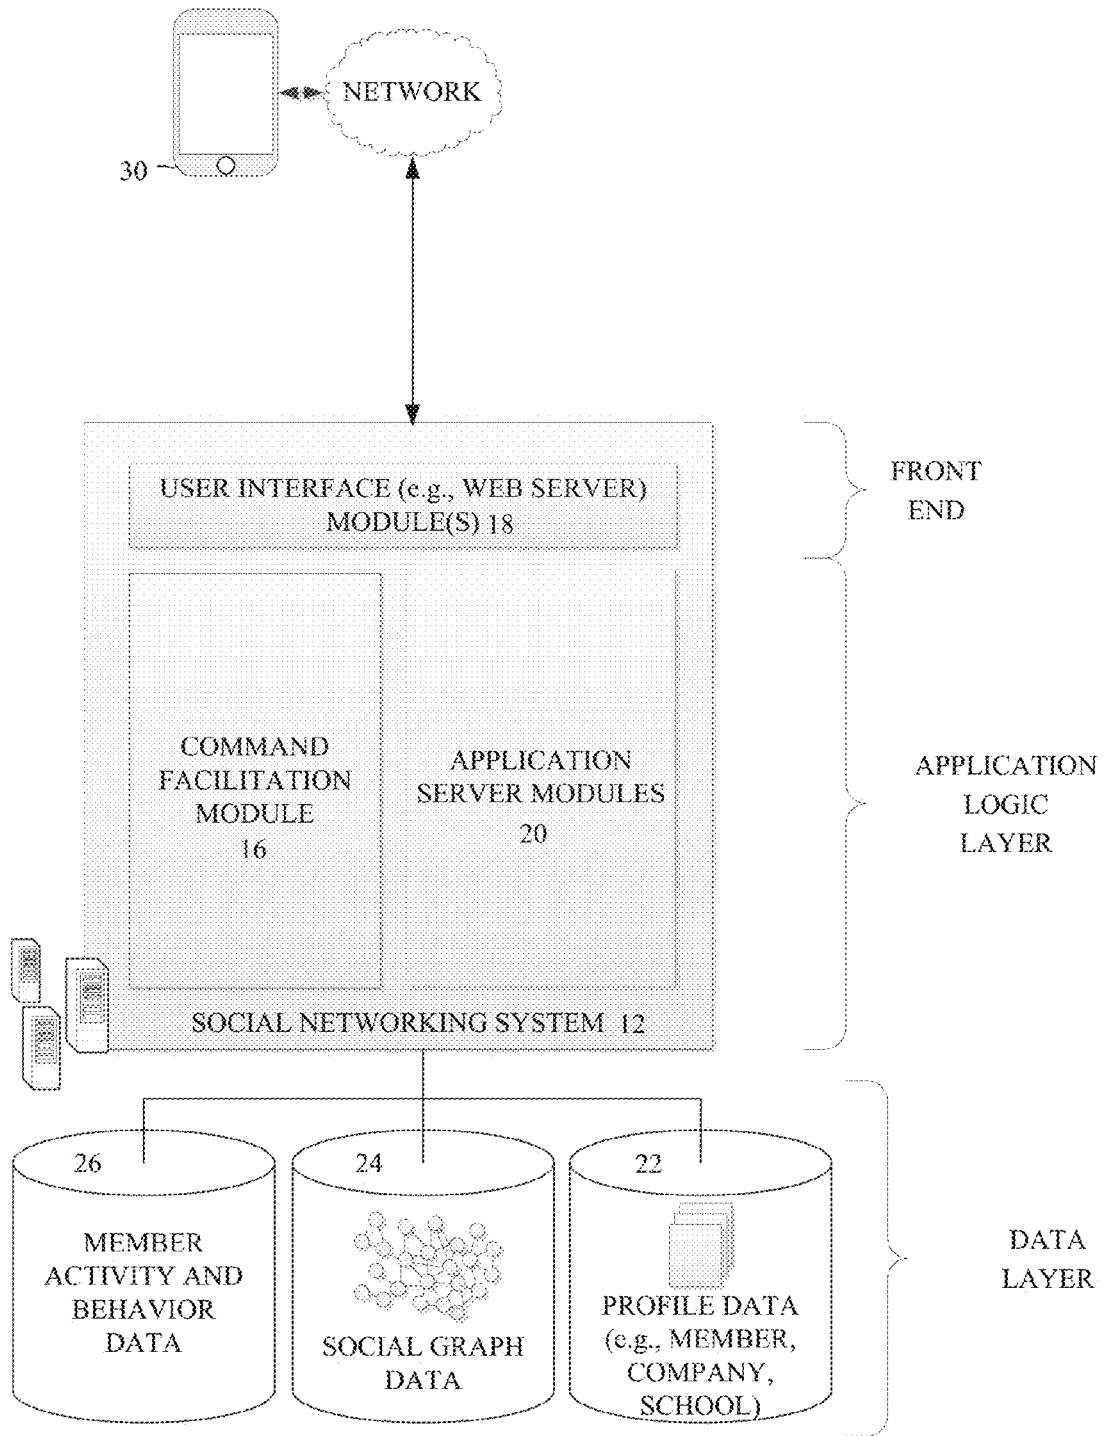 NETWORK
30
USER INTERFACE (e.g., WEB SERVER)
MODULE(S) 18
FRONT
END
COMMAND
FACILITATION
MODULE
16
APPLICATION
SERVER MODULES
20
APPLICATION
LOGIC
LAYER
SOCIAL NETWORKING SYSTEM 12
26
MEMBER
ACTIVITY AND
BEHAVIOR
DATA
24
SOCIAL GRAPH
DATA
22
PROFILE DATA
(e.g., MEMBER,
COMPANY,
SCHOOL)
DATA
LAYER